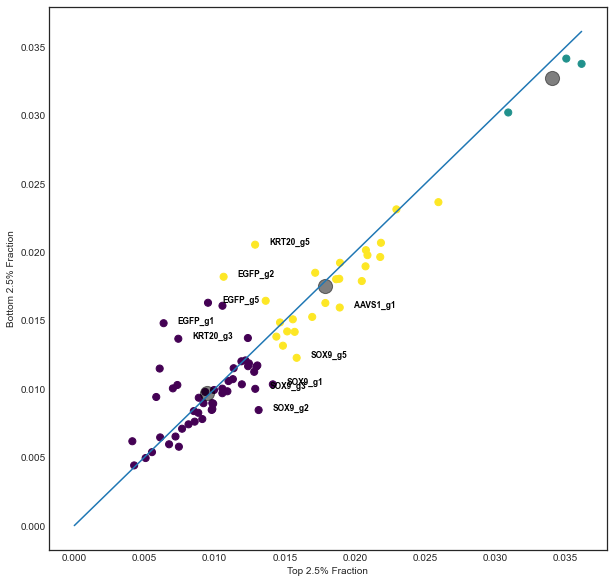 0.035
0.030
0.025
0.020
0.015
0.010
0.005
0.000
Bottom 2.5% Fraction
KRT20_g5
EGFP_g2
EGFP_g5
AAVS1_g1
EGFP_g1
KRT20_g3
SOX9_g5
SOX9_g1
SOX9_g3
SOX9_g2
0.000 0.005 0.010 0.015 0.020 0.025 0.030 0.035
Top 2.5% Fraction